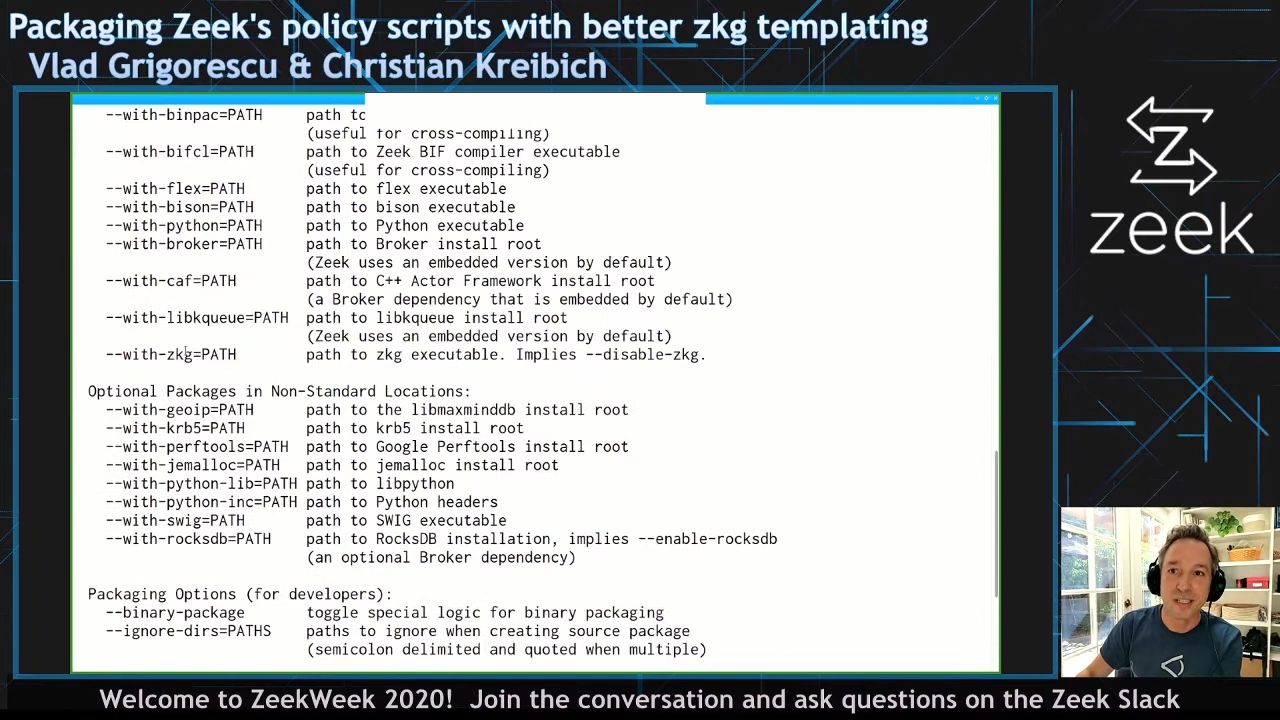 Packaging Zeek's policy scripts with better zkg templating
Vlad Grigorescu & Christian Kreibich
--with-binpac=PATH path to
(useful for cross-compiling)
--with-bifcl=PATH path to Zeek BIF compiler executable
(useful for cross-compiling)
--with-flex=PATH path to flex executable
--with-bison=PATH path to bison executable
--with-python=PATH path to Python executable
--with-broker=PATH path to Broker install root
(Zeek uses an embedded version by default)
--with-caf=PATH path to C++ Actor Framework install root
(a Broker dependency that is embedded by default)
--with-libkqueue=PATH path to libkqueue install root
(Zeek uses an embedded version by default)
--with-zkg=PATH path to zkg executable. Implies --disable-zkg.
Optional Packages in Non-Standard Locations:
--with-geoip=PATH path to the libmaxminddb install root
--with-krb5=PATH path to krb5 install root
--with-perftools=PATH path to Google Perftools install root
--with-jemalloc=PATH path to jemalloc install root
--with-python-lib=PATH path to libpython
--with-python-inc=PATH path to Python headers
--with-swig=PATH path to SWIG executable
--with-rocksdb=PATH path to RocksDB installation, implies --enable-rocksdb
(an optional Broker dependency)
Packaging Options (for developers):
--binary-package toggle special logic for binary packaging
--ignore-dirs=PATHS paths to ignore when creating source package
(semicolon delimited and quoted when multiple)
Z
zeek
Welcome to ZeekWeek 2020! Join the conversation and ask questions on the Zeek Slack